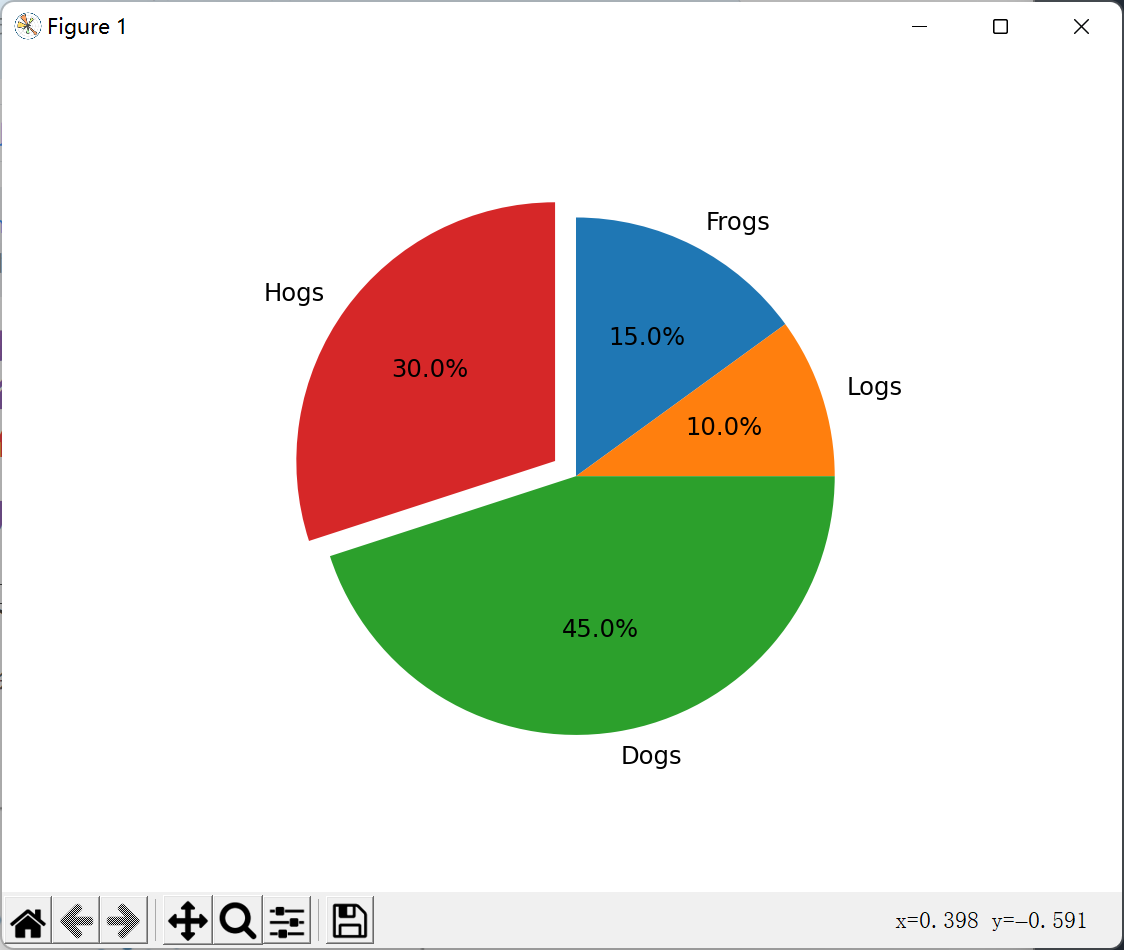 Figure 1
Frogs
Hogs
15.0%
30.0%
Logs
10.0%
45.0%
Dogs
x=0.398 y=−0.591